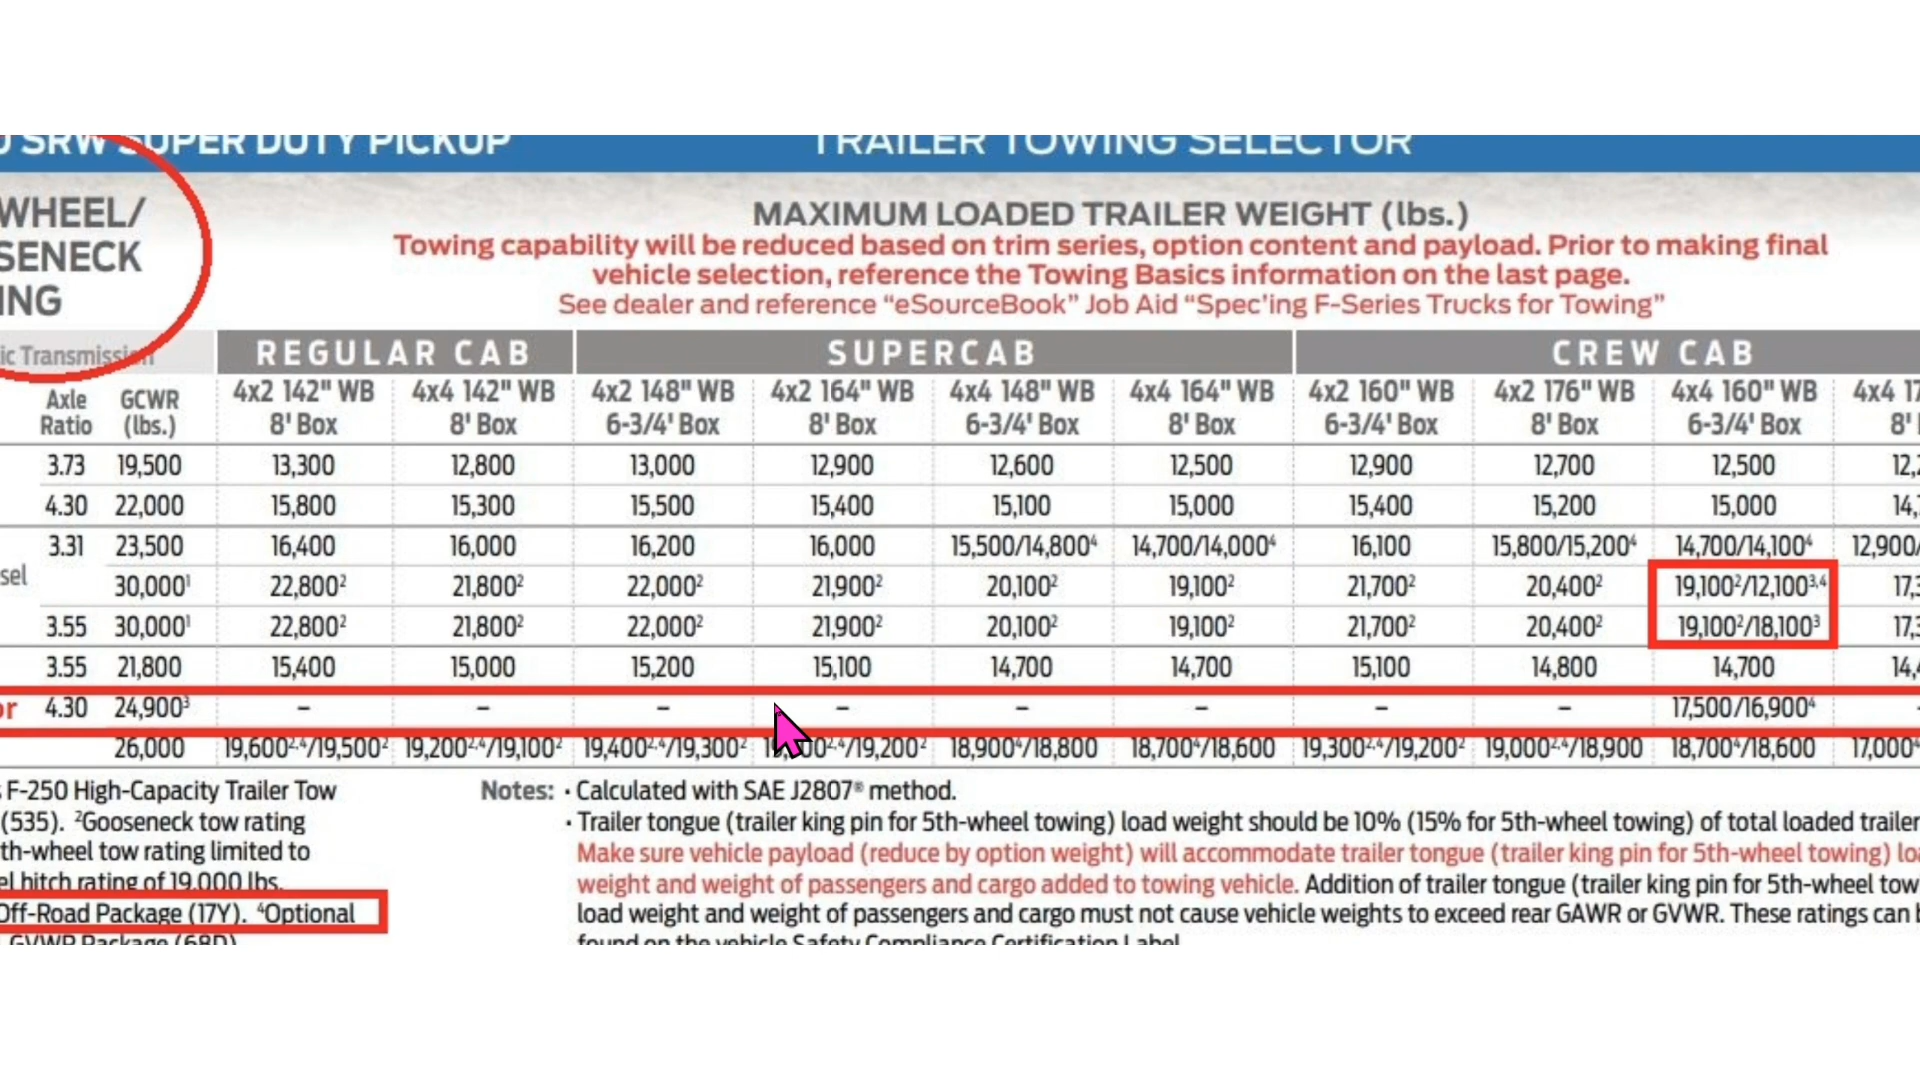 SRW SUPER DUTY PICKUP TRAILER TOWING SELECTOR
WHEEL/
SENECK
ING
MAXIMUM LOADED TRAILER WEIGHT (lbs.)
Towing capability will be reduced based on trim series, option content and payload. Prior to making final
vehicle selection, reference the Towing Basics information on the last page.
See dealer and reference “eSourceBook” Job Aid “Spec'ing F-Series Trucks for Towing”
ic Transmission REGULAR CAB SUPERCAB CREW CAB
Axle Ratio GCWR (lbs.) 4x2 142" WB 8' Box 4x4 142" WB 8' Box 4x2 148" WB 6-3/4' Box 4x2 164" WB 8' Box 4x4 148" WB 6-3/4' Box 4x4 164" WB 8' Box 4x2 160" WB 6-3/4' Box 4x2 176" WB 8' Box 4x4 160" WB 6-3/4' Box 4x4 17 8'
3.73 19,500 13,300 12,800 13,000 12,900 12,600 12,500 12,900 12,700 12,500 12,
4.30 22,000 15,800 15,300 15,500 15,400 15,100 15,000 15,400 15,200 15,000 14,
3.31 23,500 16,400 16,000 16,200 16,000 15,500/14,800⁴ 14,700/14,000⁴ 16,100 15,800/15,200⁴ 14,700/14,100⁴ 12,900/
sel 30,000¹ 22,800² 21,800² 22,000² 21,900² 20,100² 19,100² 21,700² 20,400² 19,100²/12,100³,⁴ 17,
3.55 30,000¹ 22,800² 21,800² 22,000² 21,900² 20,100² 19,100² 21,700² 20,400² 19,100²/18,100³ 17,
3.55 21,800 15,400 15,000 15,200 15,100 14,700 14,700 15,100 14,800 14,700 14,
or 4.30 24,900³ – – – – – – – – 17,500/16,900⁴
26,000 19,600²,⁴/19,500² 19,200²,⁴/19,100² 19,400²,⁴/19,300² /19,200² 18,900⁴/18,800 18,700⁴/18,600 19,300²,⁴/19,200² 19,000²,⁴/18,900 18,700⁴/18,600 17,000⁴
F-250 High-Capacity Trailer Tow
(535). ²Gooseneck tow rating
th-wheel tow rating limited to
el hitch rating of 19,000 lbs.
Off-Road Package (17Y). ⁴Optional
GVWR Package (68D)
Notes: · Calculated with SAE J2807® method.
· Trailer tongue (trailer king pin for 5th-wheel towing) load weight should be 10% (15% for 5th-wheel towing) of total loaded trailer
Make sure vehicle payload (reduce by option weight) will accommodate trailer tongue (trailer king pin for 5th-wheel towing) loa
weight and weight of passengers and cargo added to towing vehicle. Addition of trailer tongue (trailer king pin for 5th-wheel tow
load weight and weight of passengers and cargo must not cause vehicle weights to exceed rear GAWR or GVWR. These ratings can b
found on the vehicle Safety Compliance Certification Label